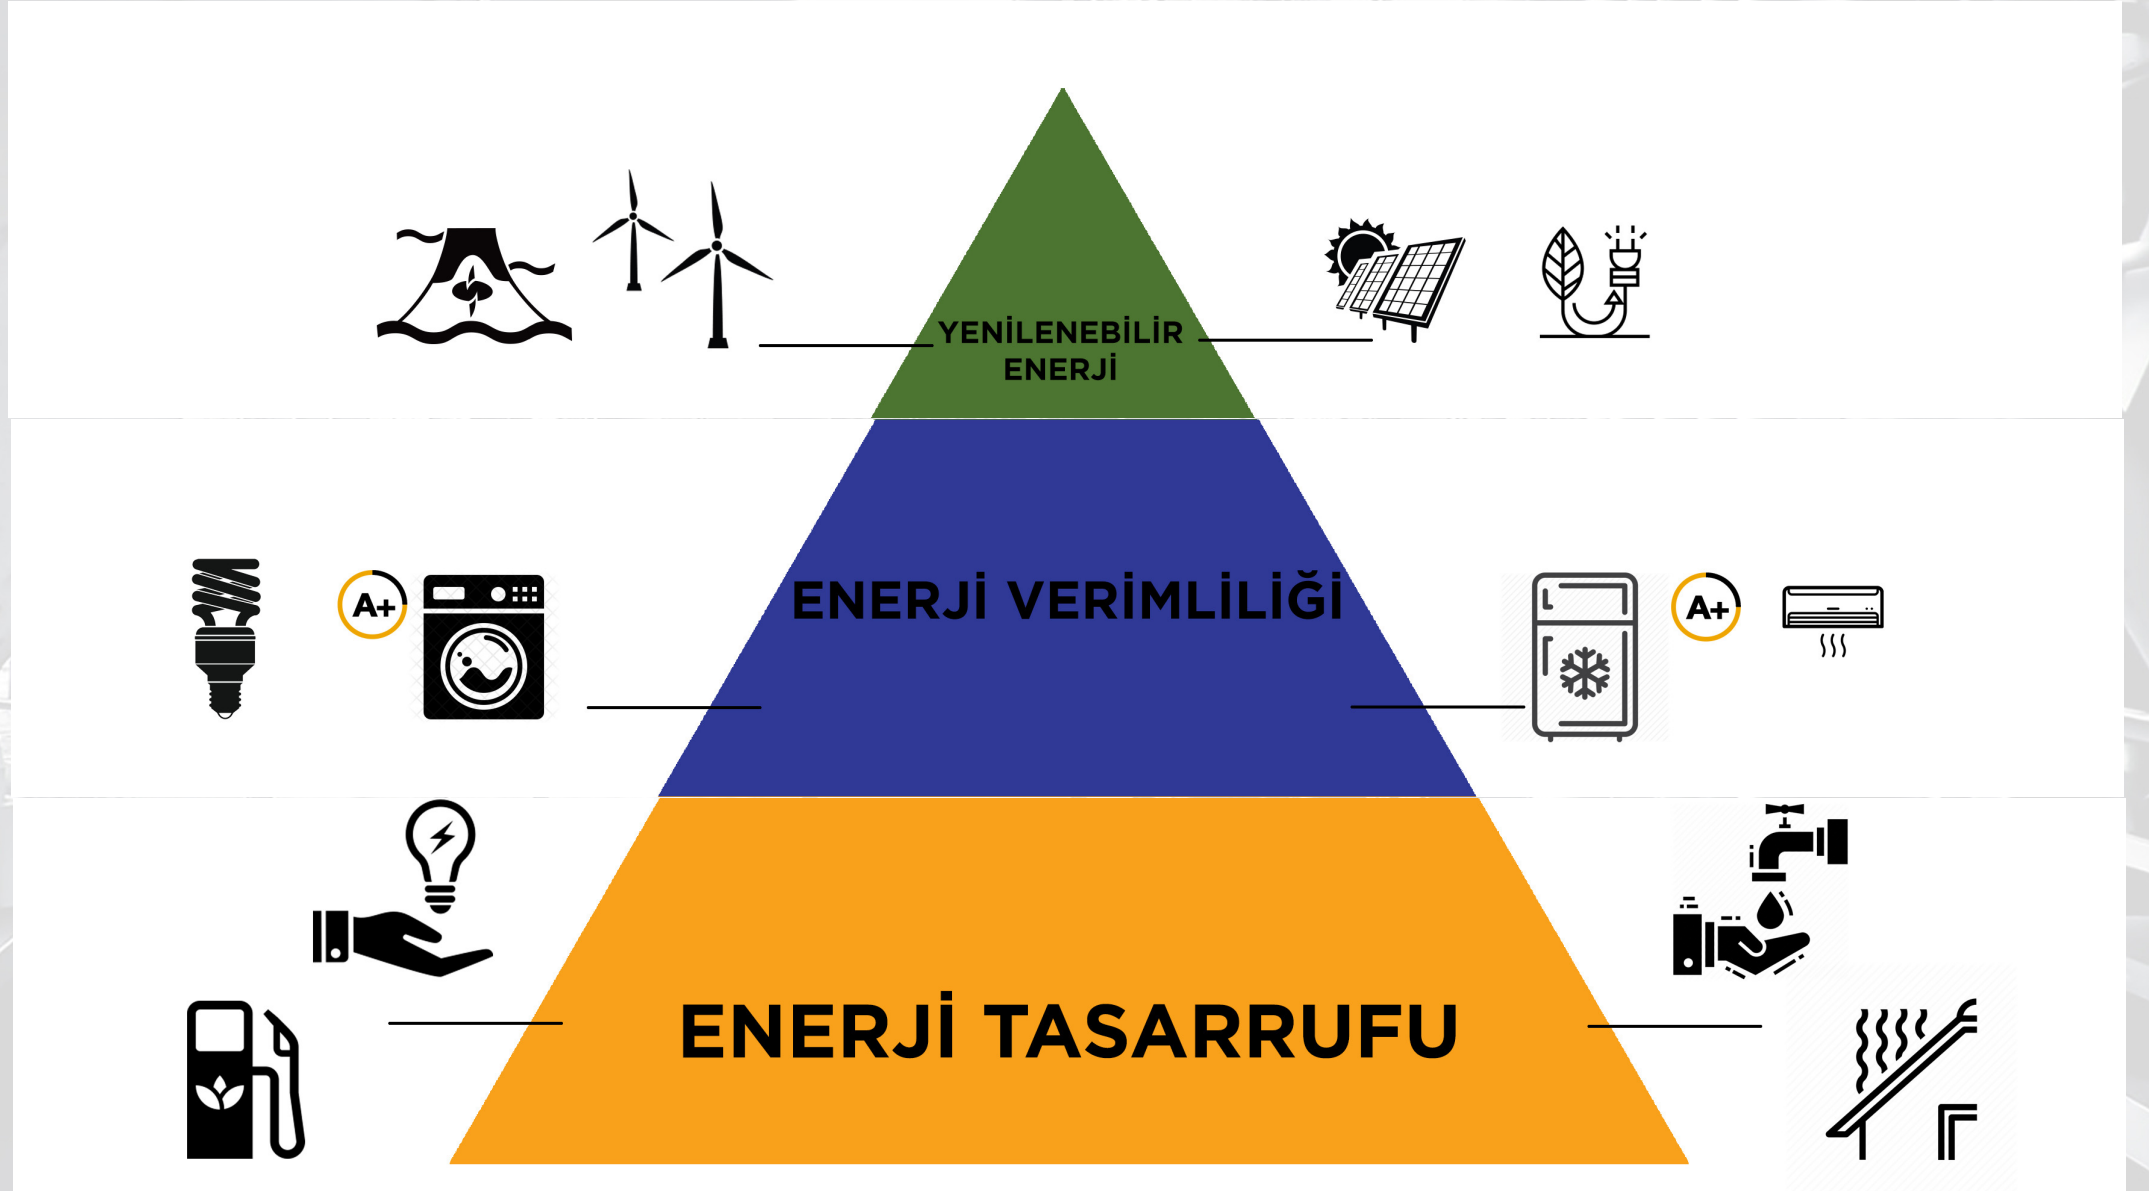 YENİLENEBİLİR
ENERJİ
ENERJİ VERİMLİLİĞİ
A+
A+
ENERJİ TASARRUFU